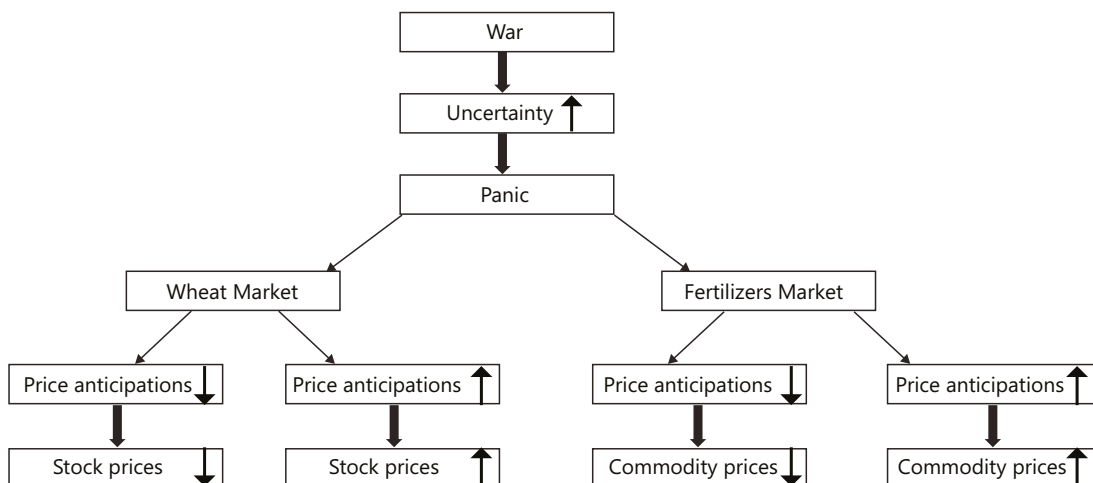 War
Uncertainty
Panic
Wheat Market
Fertilizers Market
Price anticipations
Price anticipations
Price anticipations
Price anticipations
Stock prices
Stock prices
Commodity prices
Commodity prices